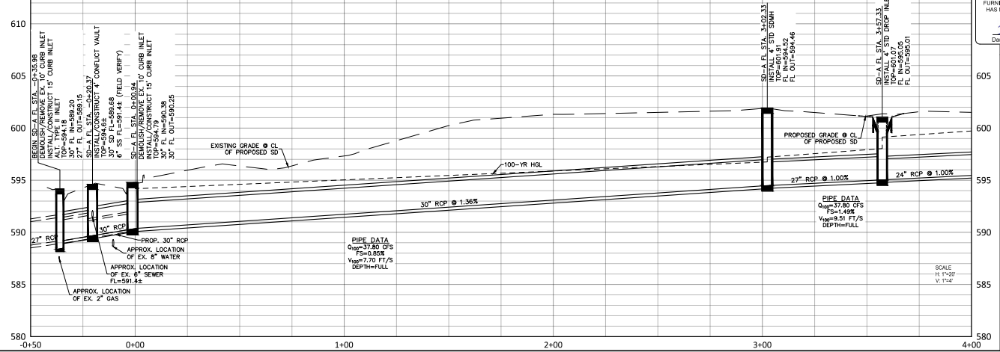 610
605
600
595
590
585
580
BEGIN SD-A FL STA. -0+35.98
DEMOLISH/REMOVE EX. 10' CURB INLET
INSTALL/CONSTRUCT 15' CURB INLET
ALT. TYPE II INLET
TOP=594.18
30" FL IN=589.20
27" FL OUT=589.15
SD-A FL STA. -0+20.37
INSTALL/CONSTRUCT 4' CONFLICT VAULT
TOP=594.6±
30" SD FL=589.68
6" SS FL=591.4± (FIELD VERIFY)
SD-A FL STA. 0+00.94
DEMOLISH/REMOVE EX. 10' CURB INLET
INSTALL/CONSTRUCT 15' CURB INLET
TOP=594.79
30" FL IN=590.38
30" FL OUT=590.25
EXISTING GRADE @ CL
OF PROPOSED SD
100-YR HGL
30" RCP @ 1.36%
27" RCP
30" RCP
PROP. 30" RCP
APPROX. LOCATION
OF EX. 8" WATER
APPROX. LOCATION
OF EX. 6" SEWER
FL=591.4±
APPROX. LOCATION
OF EX. 2" GAS
PIPE DATA
Q100=37.80 CFS
FS=0.85%
V100=7.70 FT/S
DEPTH=FULL
SD-A FL STA. 3+02.33
INSTALL 4' STD SDMH
TOP=601.91
FL IN=594.52
FL OUT=594.46
SD-A FL STA. 3+57.33
INSTALL 4' STD DROP INLE
TOP=601.07
FL IN=595.05
FL OUT=595.01
PROPOSED GRADE @ CL
OF PROPOSED SD
27" RCP @ 1.00%
24" RCP @ 1.00%
PIPE DATA
Q100=37.80 CFS
FS=1.49%
V100=9.51 FT/S
DEPTH=FULL
SCALE
H: 1"=20'
V: 1"=4'
FURN
HAS
Da
605
600
595
590
585
580
-0+50
0+00
1+00
2+00
3+00
4+00